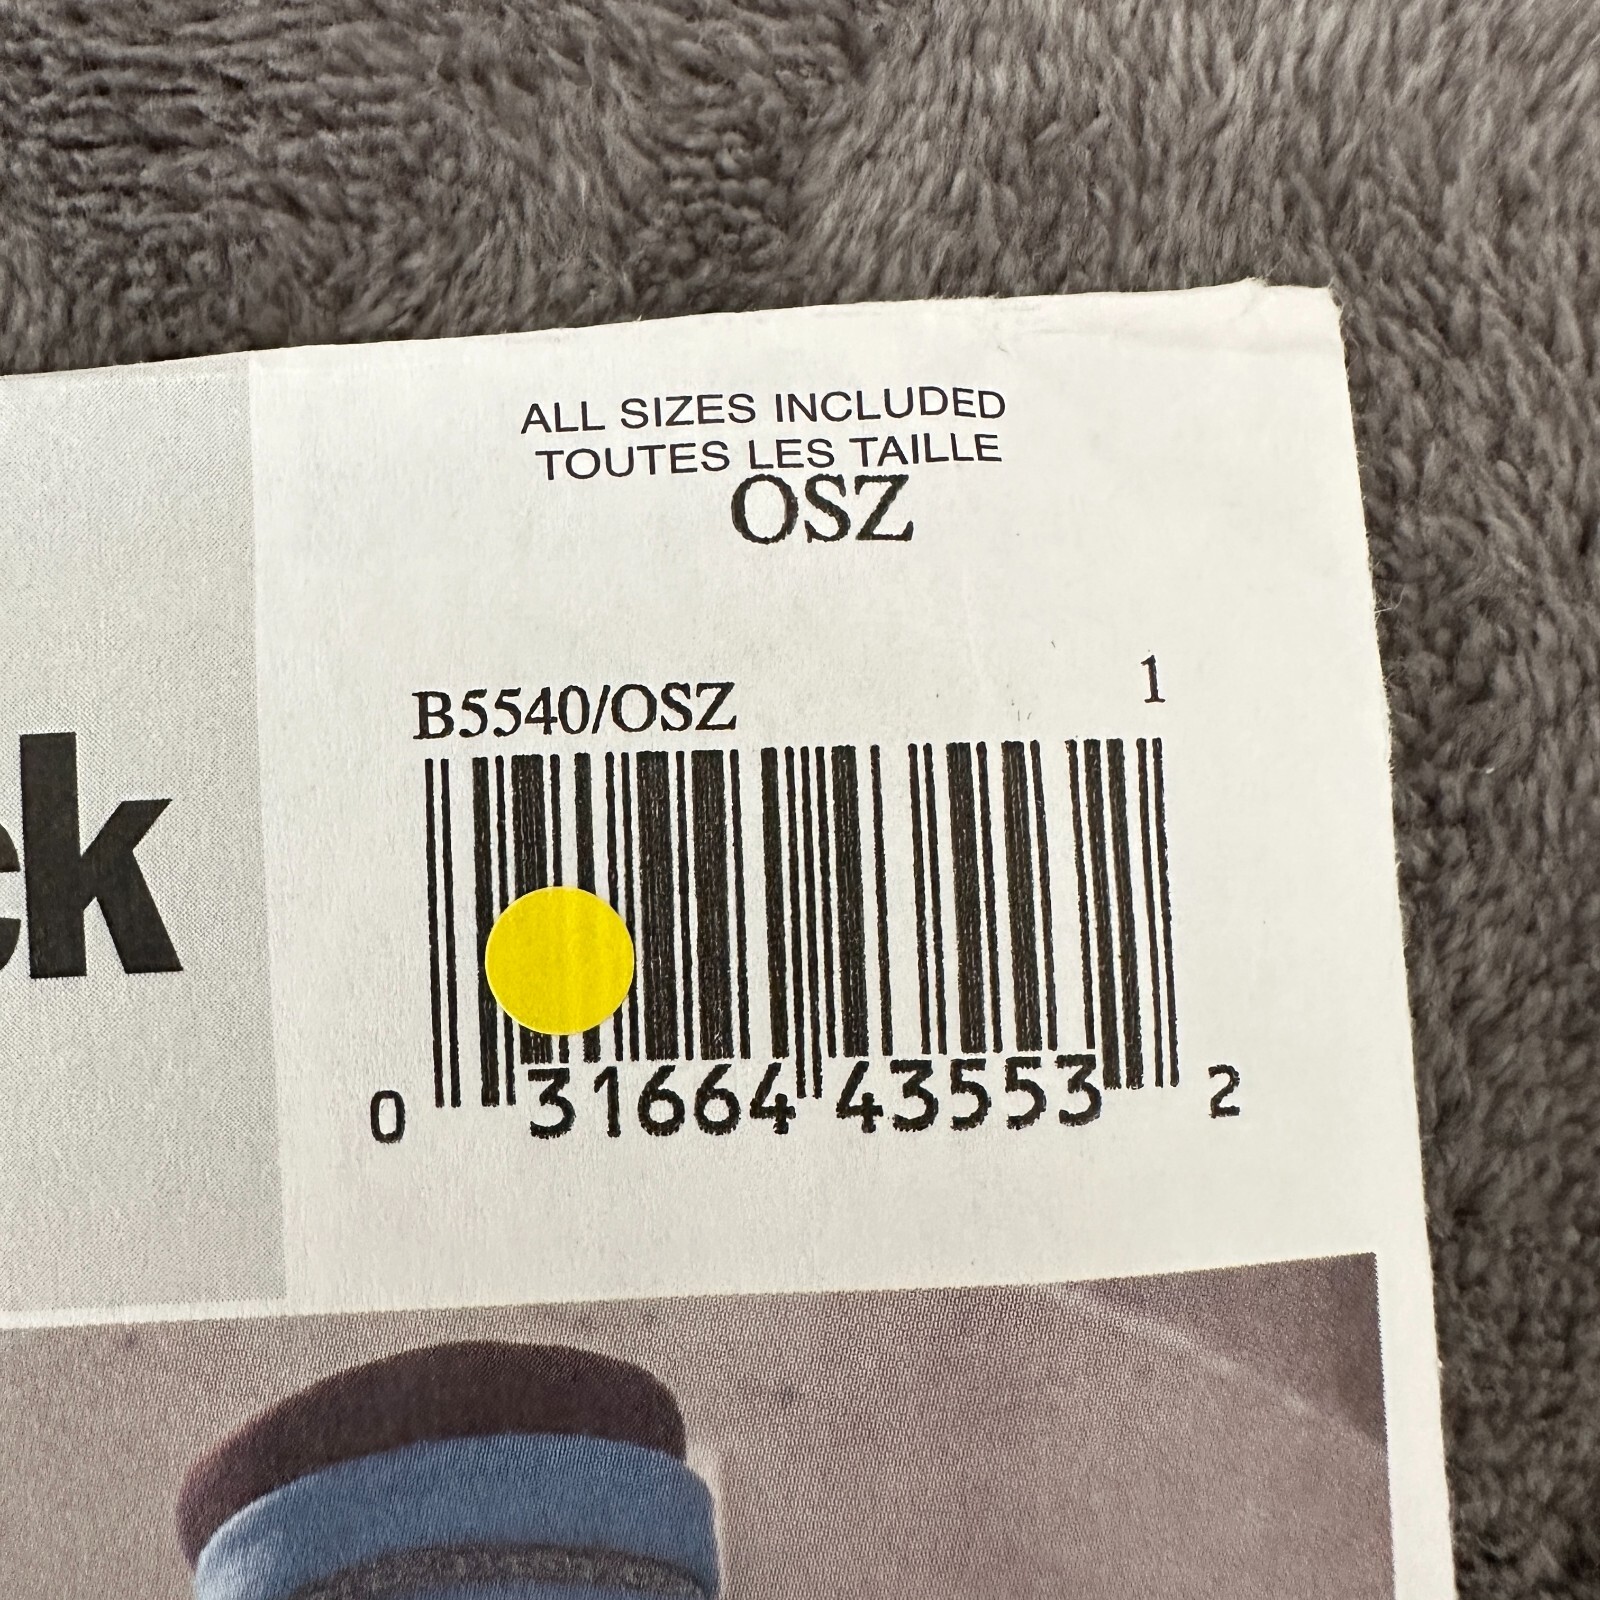 ALL SIZES INCLUDED
TOUTES LES TAILLE
OSZ
B5540/OSZ 1
ck
0 31664 43553 2